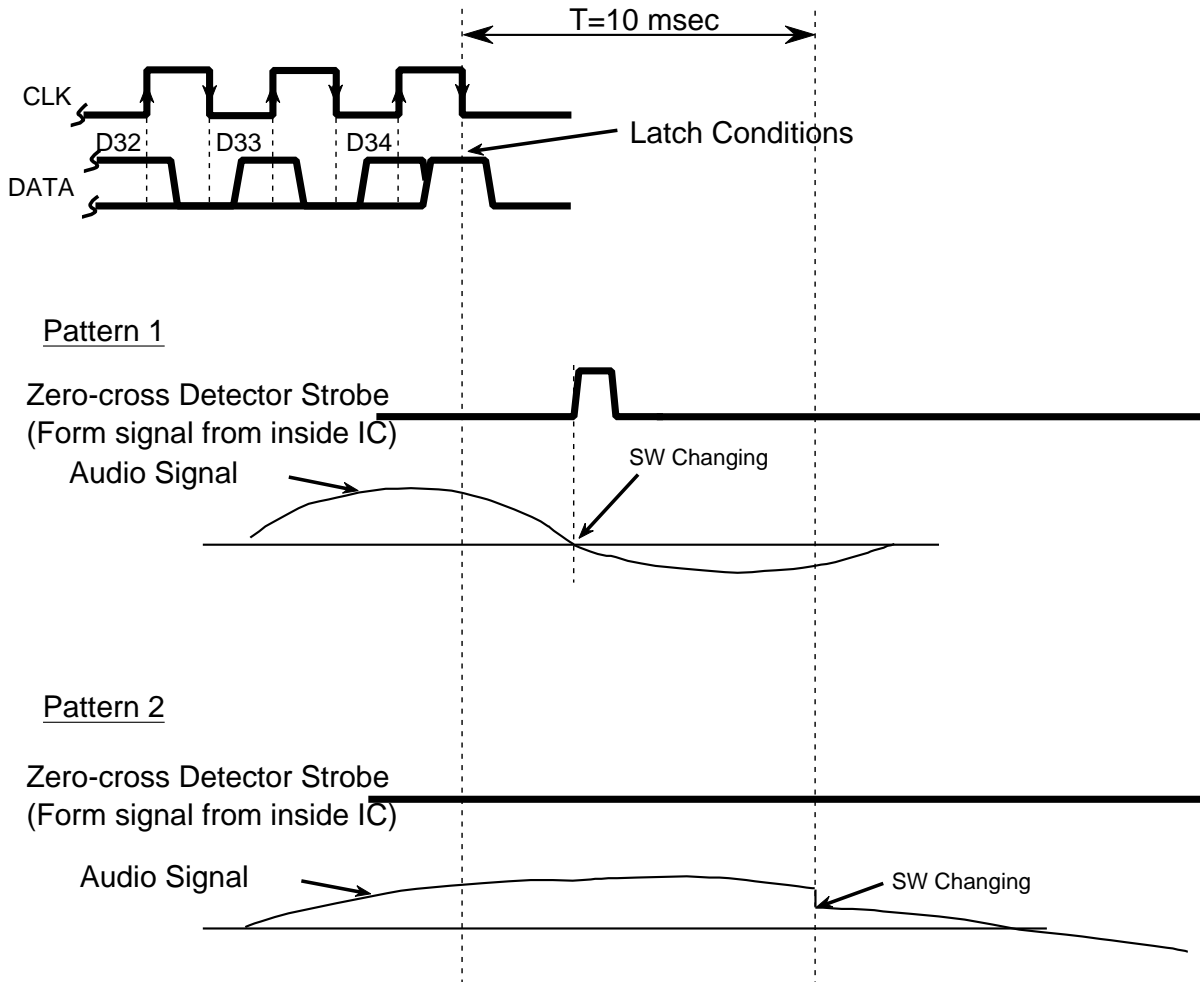 T=10 msec
CLK
D32
D33
D34
Latch Conditions
DATA
Pattern 1
Zero-cross Detector Strobe
(Form signal from inside IC)
Audio Signal
SW Changing
Pattern 2
Zero-cross Detector Strobe
(Form signal from inside IC)
Audio Signal
SW Changing